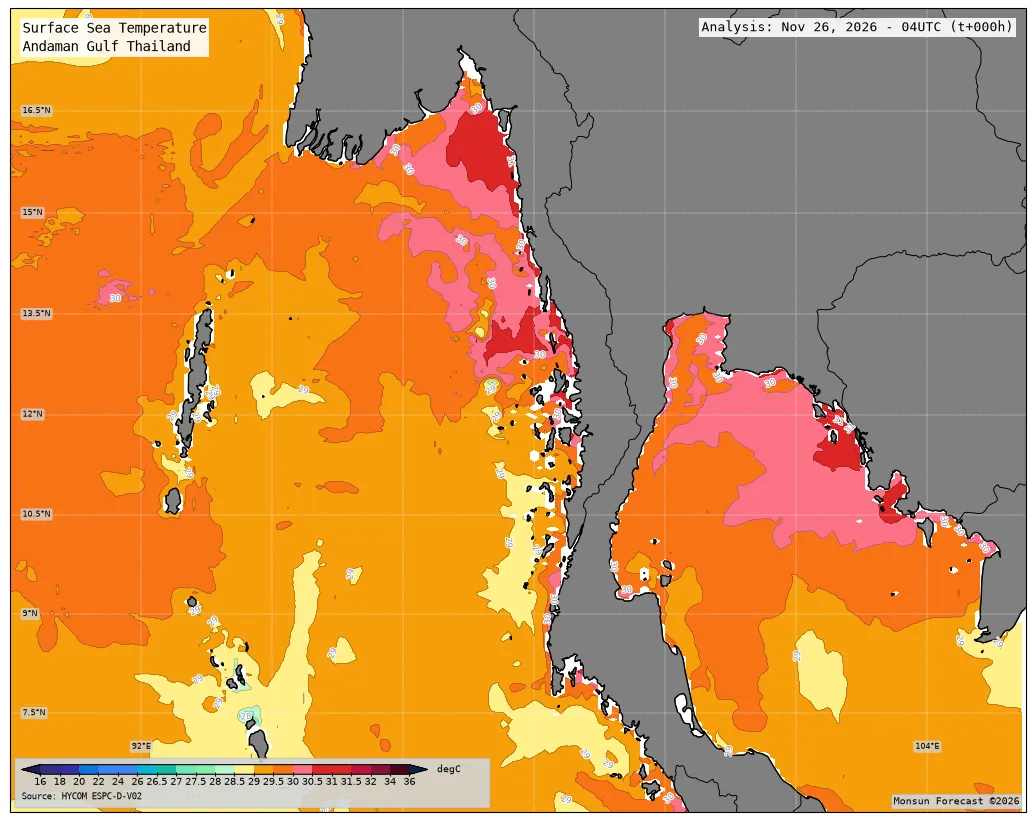 Surface Sea Temperature
Andaman Gulf Thailand
Analysis: Nov 26, 2026 - 04UTC (t+000h)
16.5°N
15°N
13.5°N
12°N
10.5°N
9°N
7.5°N
92°E
104°E
degC
16 18 20 22 24 26 26.5 27 27.5 28 28.5 29 29.5 30 30.5 31 31.5 32 34 36
Source: HYCOM ESPC-D-V02
Monsun Forecast ©2026